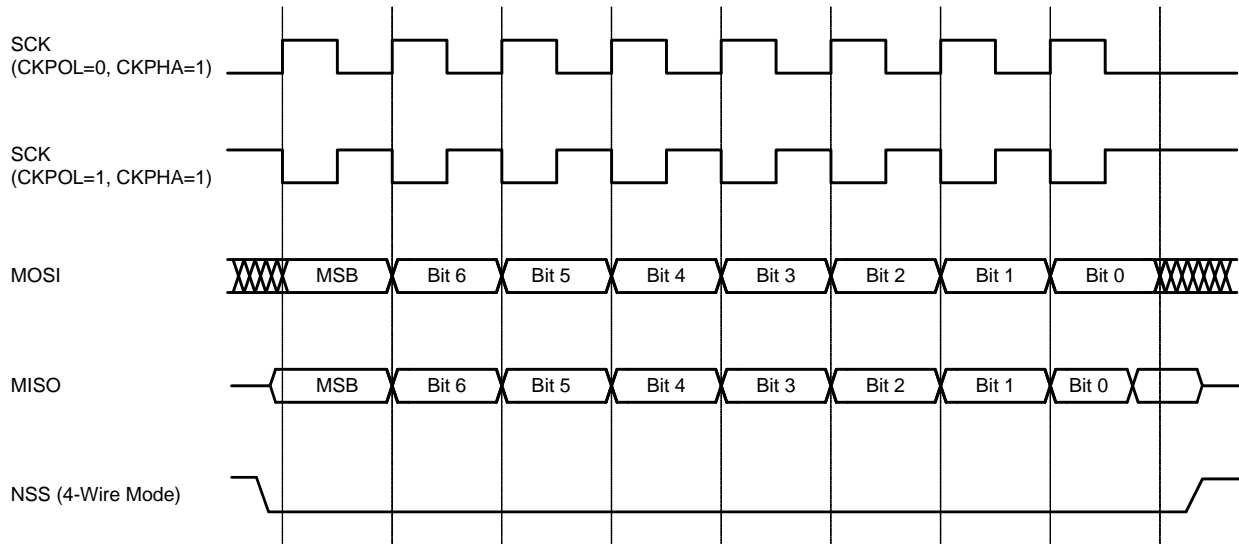 SCK
(CKPOL=0, CKPHA=1)
SCK
(CKPOL=1, CKPHA=1)
MOSI MSB Bit 6 Bit 5 Bit 4 Bit 3 Bit 2 Bit 1 Bit 0
MISO MSB Bit 6 Bit 5 Bit 4 Bit 3 Bit 2 Bit 1 Bit 0
NSS (4-Wire Mode)